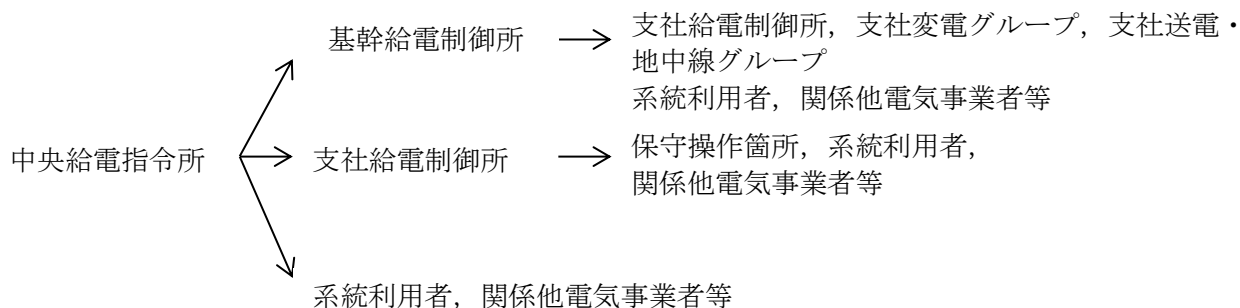 基幹給電制御所
支社給電制御所，支社変電グループ，支社送電・
地中線グループ
系統利用者，関係他電気事業者等
中央給電指令所
支社給電制御所
保守操作箇所，系統利用者，
関係他電気事業者等
系統利用者，関係他電気事業者等